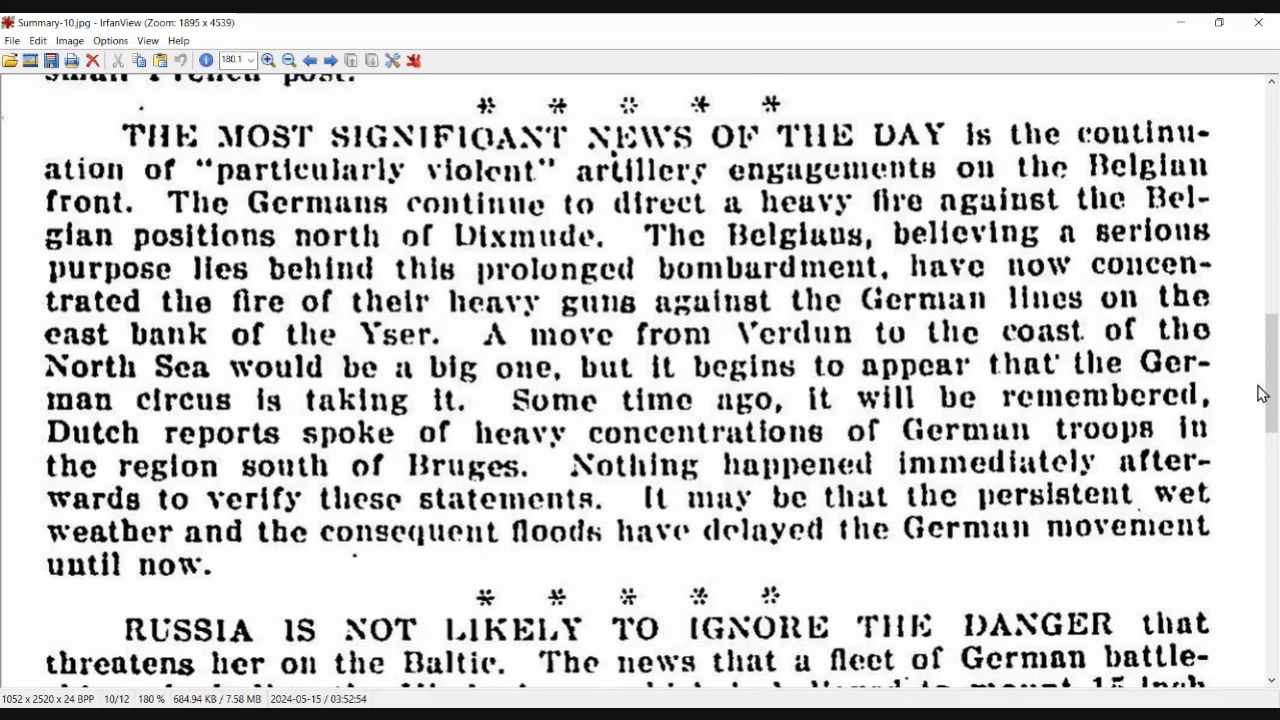 Summary-10.jpg - IrfanView (Zoom: 1895 x 4539)
File Edit Image Options View Help
180.1
small French post.
* * * * *
THE MOST SIGNIFICANT NEWS OF THE DAY is the continu-
ation of "particularly violent" artillery engagements on the Belgian
front. The Germans continue to direct a heavy fire against the Bel-
gian positions north of Dixmude. The Belgians, believing a serious
purpose lies behind this prolonged bombardment, have now concen-
trated the fire of their heavy guns against the German lines on the
east bank of the Yser. A move from Verdun to the coast of the
North Sea would be a big one, but it begins to appear that the Ger-
man circus is taking it. Some time ago, it will be remembered,
Dutch reports spoke of heavy concentrations of German troops in
the region south of Bruges. Nothing happened immediately after-
wards to verify these statements. It may be that the persistent wet
weather and the consequent floods have delayed the German movement
until now.
* * * * *
RUSSIA IS NOT LIKELY TO IGNORE THE DANGER that
threatens her on the Baltic. The news that a fleet of German battle-
to mount 15 inch
1052 x 2520 x 24 BPP 10/12 180 % 684.94 KB / 7.58 MB 2024-05-15 / 03:52:54